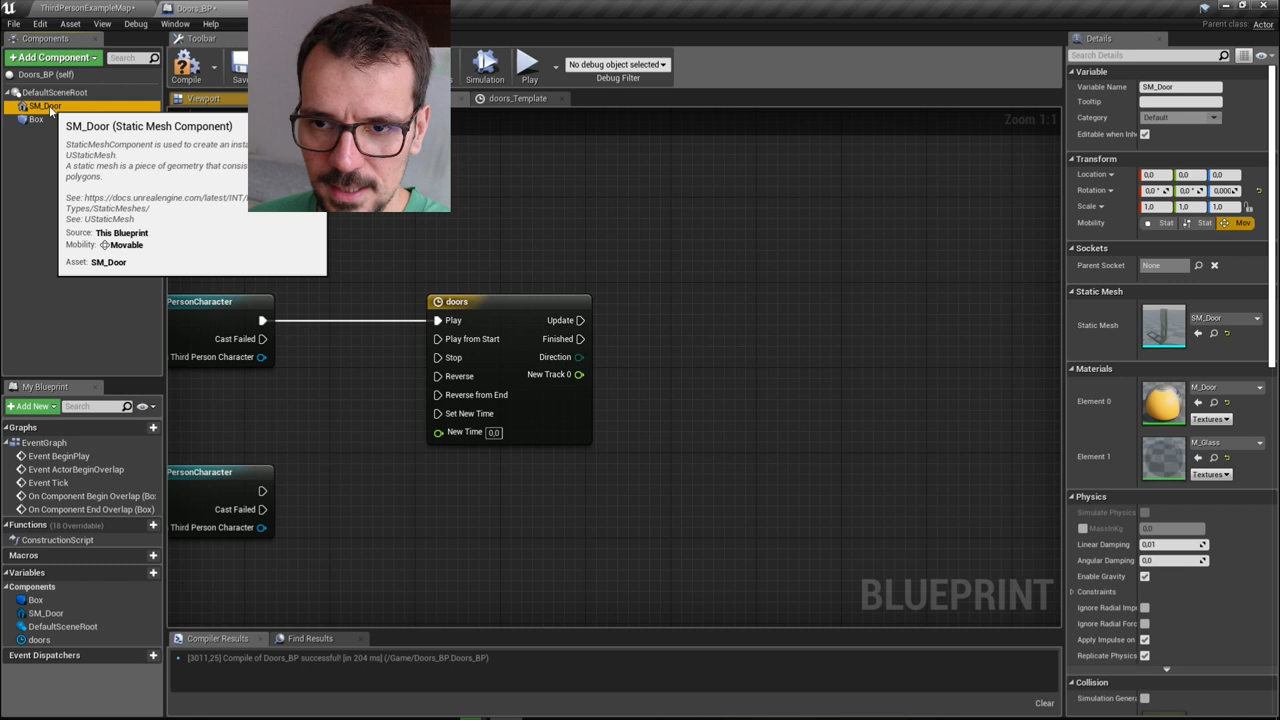 ThirdPersonExampleMap*
Doors_BP*
File Edit Asset View Debug Window Help
Parent class: Actor
Components
Toolbar
Details
+ Add Component
Search
Compile
Simulation
Play
No debug object selected
Debug Filter
Search Details
Doors_BP (self)
DefaultSceneRoot
SM_Door
Box
Viewport
doors_Template
Zoom 1:1
SM_Door (Static Mesh Component)
StaticMeshComponent is used to create an
UStaticMesh.
A static mesh is a piece of geometry that
polygons.
See: https://docs.unrealengine.com/latest/INT/
Types/StaticMeshes/
See: UStaticMesh
Source: This Blueprint
Mobility: Movable
Asset: SM_Door
PersonCharacter
Cast Failed
Third Person Character
doors
Play
Update
Play from Start
Finished
Stop
Direction
Reverse
New Track 0
Reverse from End
Set New Time
New Time 0,0
PersonCharacter
Cast Failed
Third Person Character
BLUEPRINT
My Blueprint
+ Add New
Search
Graphs
EventGraph
Event BeginPlay
Event ActorBeginOverlap
Event Tick
On Component Begin Overlap (Bo
On Component End Overlap (Box)
Functions (18 Overridable)
ConstructionScript
Macros
Variables
Components
Box
SM_Door
DefaultSceneRoot
doors
Event Dispatchers
Compiler Results
Find Results
[3011,25] Compile of Doors_BP successful! [in 204 ms] (/Game/Doors_BP.Doors_BP)
Clear
Variable
Variable Name SM_Door
Tooltip
Category Default
Editable when Inh
Transform
Location 0,0 0,0 0,0
Rotation 0,0 ° 0,0 ° 0,000
Scale 1,0 1,0 1,0
Mobility Stat Stat Mov
Sockets
Parent Socket None
Static Mesh
Static Mesh SM_Door
Materials
Element 0 M_Door
Textures
Element 1 M_Glass
Textures
Physics
Simulate Physics
MassInKg 0,0
Linear Damping 0,01
Angular Damping 0,0
Enable Gravity
Constraints
Ignore Radial Imp
Ignore Radial Forc
Apply Impulse on
Replicate Physics
Collision
Simulation Gener